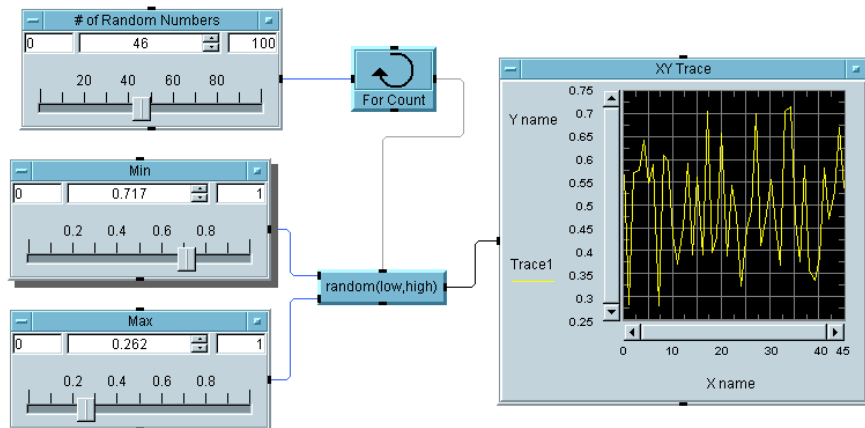 # of Random Numbers
0 46 100
20 40 60 80
For Count
Min
0 0.717 1
0.2 0.4 0.6 0.8
Max
0 0.262 1
0.2 0.4 0.6 0.8
random(low,high)
XY Trace
Y name
Trace1
0.75
0.7
0.65
0.6
0.55
0.5
0.45
0.4
0.35
0.3
0.25
0 10 20 30 40 45
X name